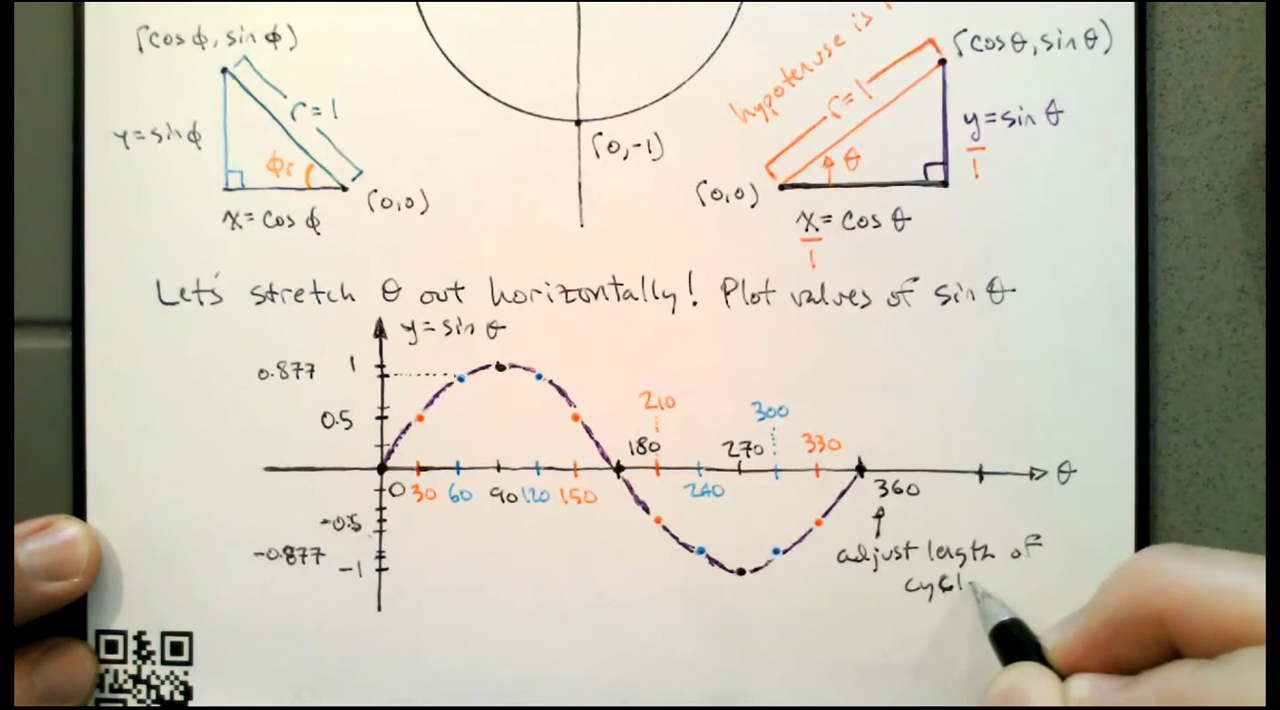 (cos ϕ, sin ϕ)
r = 1
y = sin ϕ
ϕr
(0,0)
x = cos ϕ
(0,-1)
hypotenuse is
r = 1
(cos θ, sin θ)
y = sin θ
1
θ
(0,0)
x = cos θ
1
Let's stretch θ out horizontally! Plot values of sin θ
y = sin θ
0.877 1
0.5
210 300
180 270 330
θ
0 30 60 90 120 150 240 360
-0.5
-0.877
-1
adjust length of
cycl